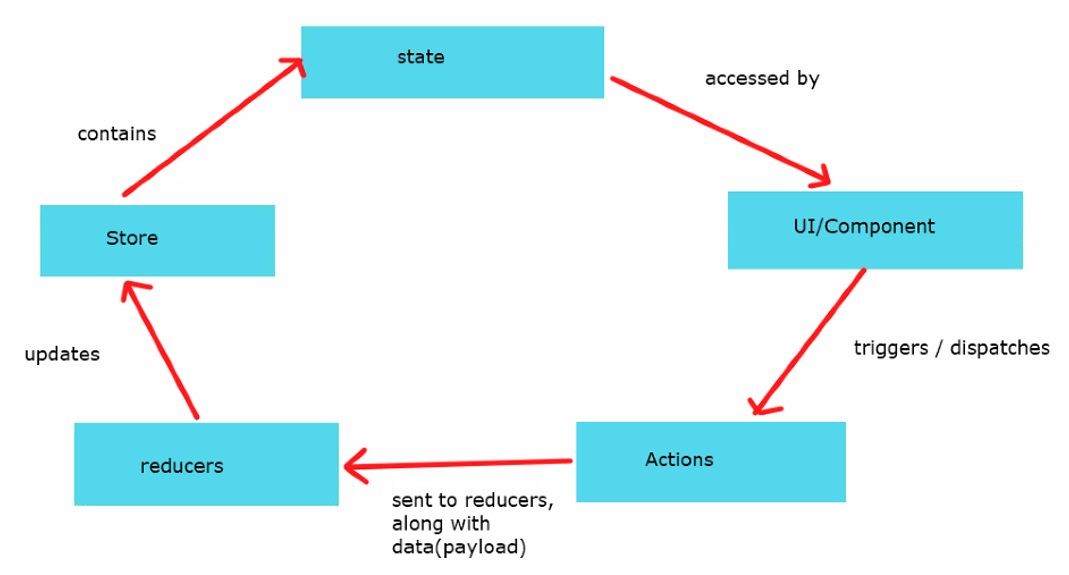 state
accessed by
contains
UI/Component
Store
triggers / dispatches
updates
Actions
reducers
sent to reducers,
along with
data(payload)